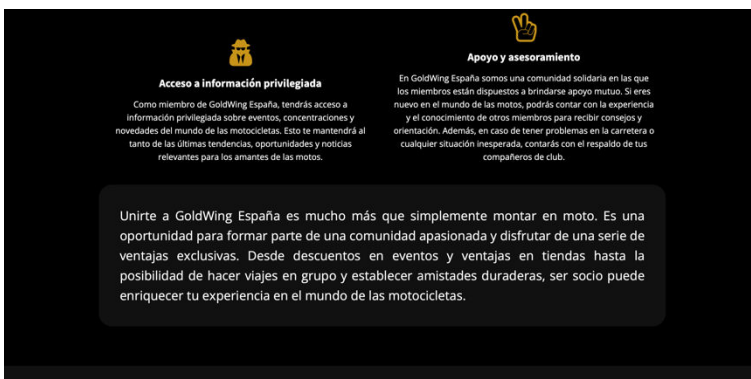 Acceso a información privilegiada
Como miembro de GoldWing España, tendrás acceso a
información privilegiada sobre eventos, concentraciones y
novedades del mundo de las motocicletas. Esto te mantendrá al
tanto de las últimas tendencias, oportunidades y noticias
relevantes para los amantes de las motos.
Apoyo y asesoramiento
En GoldWing España somos una comunidad solidaria en las que
los miembros están dispuestos a brindarse apoyo mutuo. Si eres
nuevo en el mundo de las motos, podrás contar con la experiencia
y el conocimiento de otros miembros para recibir consejos y
orientación. Además, en caso de tener problemas en la carretera o
cualquier situación inesperada, contarás con el respaldo de tus
compañeros de club.
Unirte a GoldWing España es mucho más que simplemente montar en moto. Es una
oportunidad para formar parte de una comunidad apasionada y disfrutar de una serie de
ventajas exclusivas. Desde descuentos en eventos y ventajas en tiendas hasta la
posibilidad de hacer viajes en grupo y establecer amistades duraderas, ser socio puede
enriquecer tu experiencia en el mundo de las motocicletas.